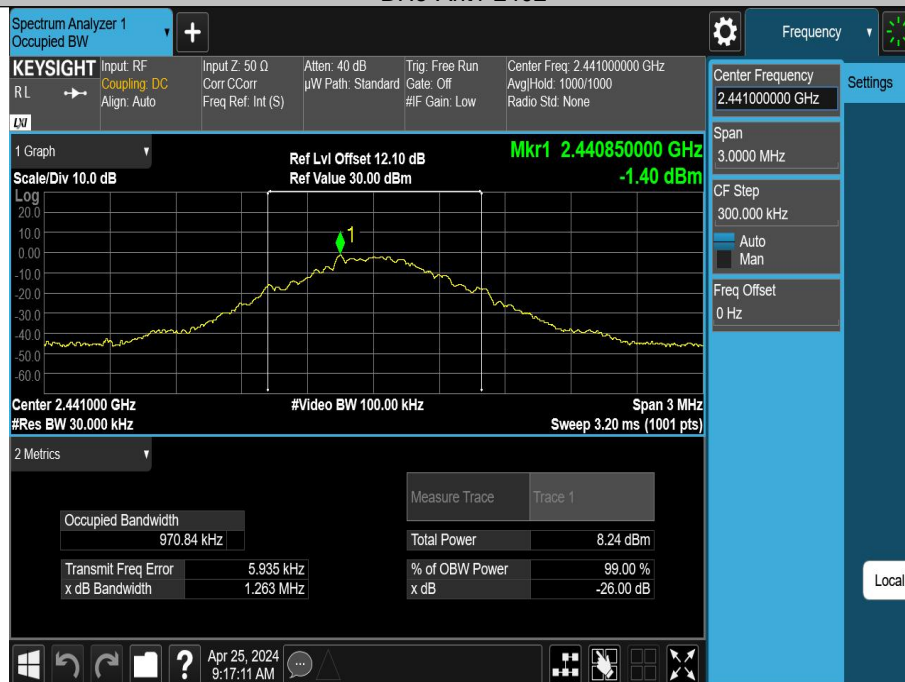 Spectrum Analyzer 1
Occupied BW
Frequency
KEYSIGHT
RL
LXI
Input: RF
Coupling: DC
Align: Auto
Input Z: 50 Ω
Corr CCorr
Freq Ref: Int (S)
Atten: 40 dB
µW Path: Standard
Trig: Free Run
Gate: Off
#IF Gain: Low
Center Freq: 2.441000000 GHz
Avg|Hold: 1000/1000
Radio Std: None
Center Frequency
2.441000000 GHz
Settings
Span
3.0000 MHz
CF Step
300.000 kHz
Auto
Man
Freq Offset
0 Hz
1 Graph
Scale/Div 10.0 dB
Ref Lvl Offset 12.10 dB
Ref Value 30.00 dBm
Mkr1 2.440850000 GHz
-1.40 dBm
Log
20.0
10.0
0.00
-10.0
-20.0
-30.0
-40.0
-50.0
-60.0
1
Center 2.441000 GHz
#Res BW 30.000 kHz
#Video BW 100.00 kHz
Span 3 MHz
Sweep 3.20 ms (1001 pts)
2 Metrics
Measure Trace
Trace 1
Occupied Bandwidth
970.84 kHz
Total Power
8.24 dBm
Transmit Freq Error
5.935 kHz
% of OBW Power
99.00 %
x dB Bandwidth
1.263 MHz
x dB
-26.00 dB
Local
?
Apr 25, 2024
9:17:11 AM